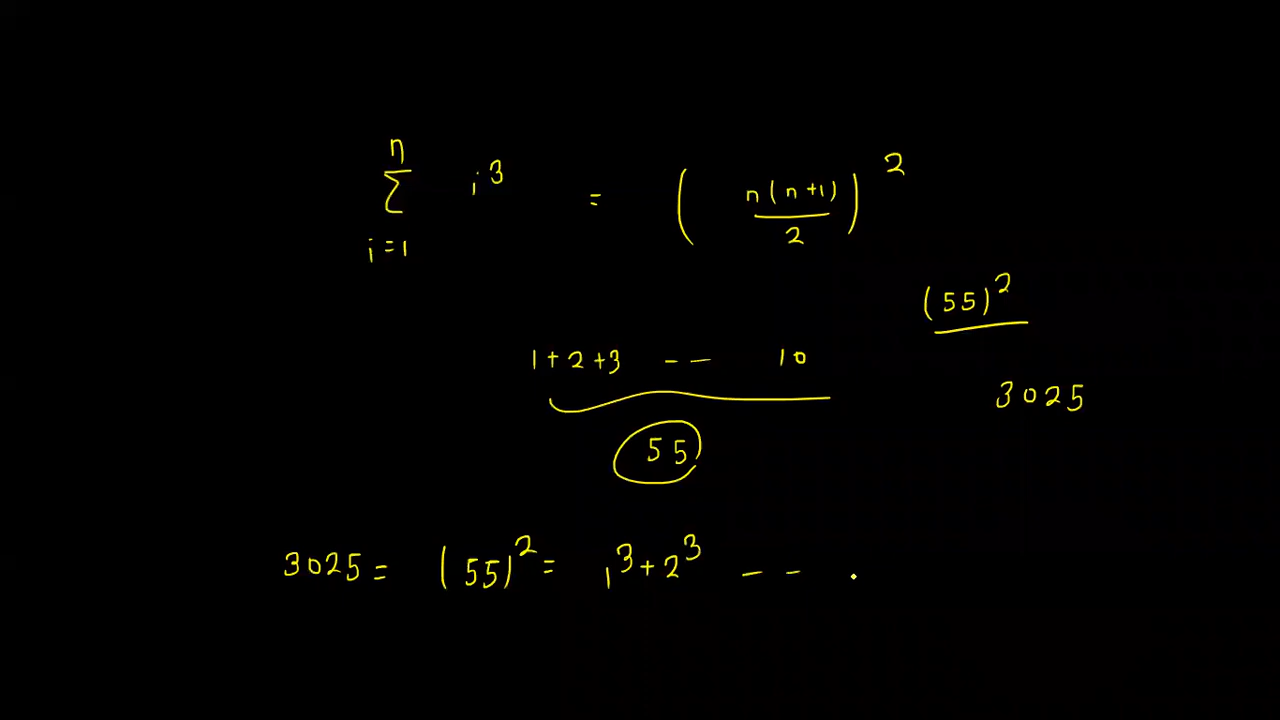 n
∑ i³ = ( n(n+1) / 2 )²
i=1
(55)²
1+2+3 -- 10
3025
55
3025 = (55)² = 1³+2³ -- .